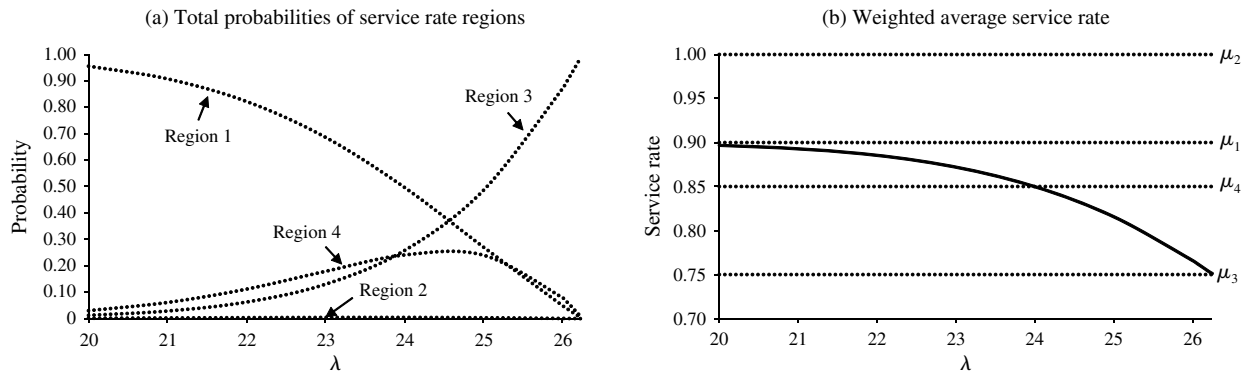 (a) Total probabilities of service rate regions
1.00
0.90
0.80
0.70
0.60
0.50
0.40
0.30
0.20
0.10
0
Probability
Region 1
Region 3
Region 4
Region 2
20 21 22 23 24 25 26
λ
(b) Weighted average service rate
1.00
0.95
0.90
0.85
0.80
0.75
0.70
Service rate
μ2
μ1
μ4
μ3
20 21 22 23 24 25 26
λ